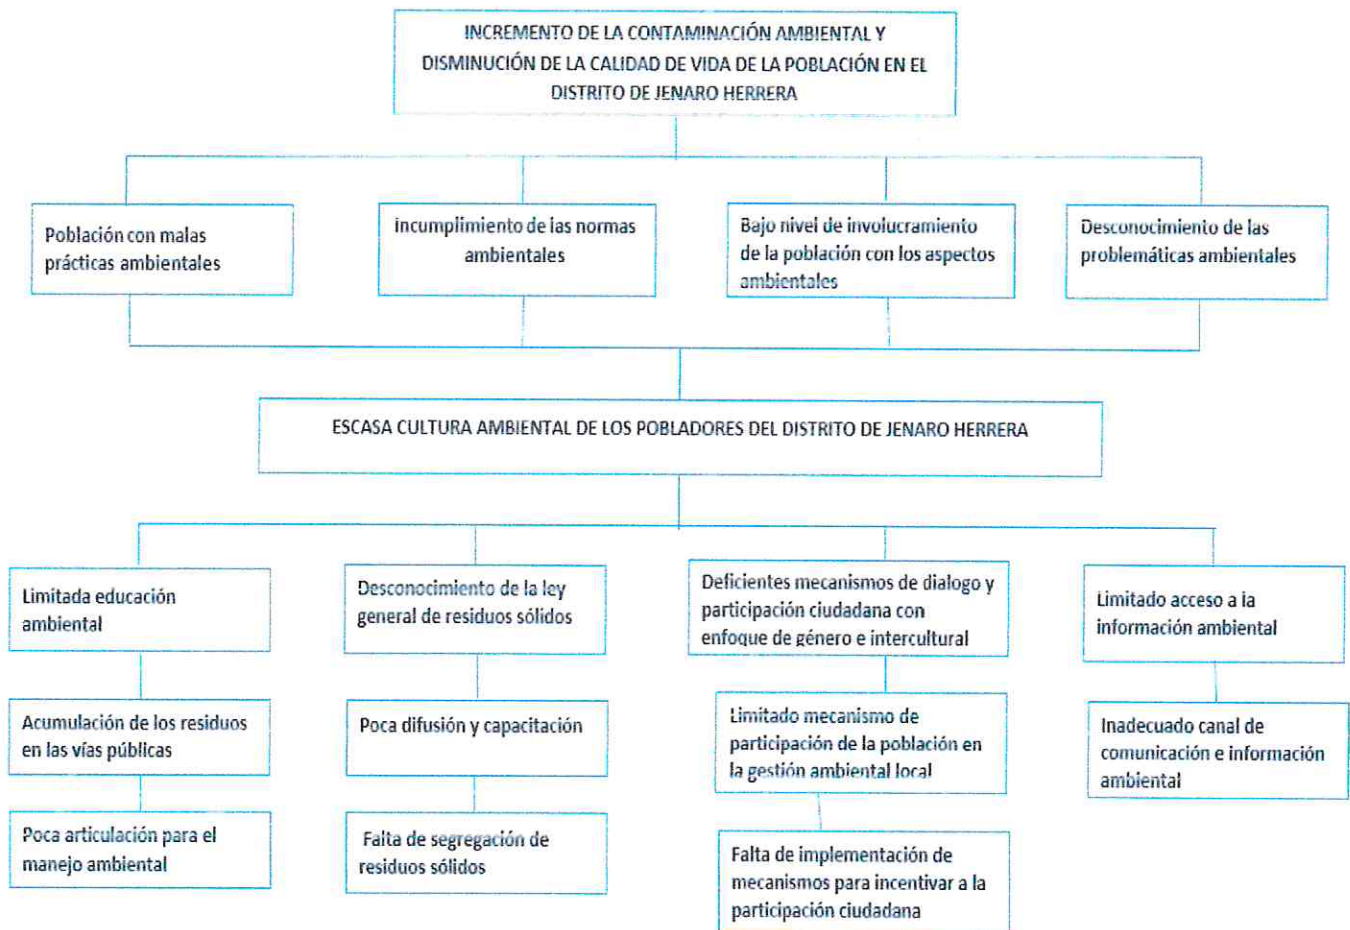 INCREMENTO DE LA CONTAMINACIÓN AMBIENTAL Y
DISMINUCIÓN DE LA CALIDAD DE VIDA DE LA POBLACIÓN EN EL
DISTRITO DE JENARO HERRERA
Población con malas
prácticas ambientales
Incumplimiento de las normas
ambientales
Bajo nivel de involucramiento
de la población con los aspectos
ambientales
Desconocimiento de las
problemáticas ambientales
ESCASA CULTURA AMBIENTAL DE LOS POBLADORES DEL DISTRITO DE JENARO HERRERA
Limitada educación
ambiental
Desconocimiento de la ley
general de residuos sólidos
Deficientes mecanismos de dialogo y
participación ciudadana con
enfoque de género e intercultural
Limitado acceso a la
información ambiental
Acumulación de los residuos
en las vías públicas
Poca difusión y capacitación
Limitado mecanismo de
participación de la población en
la gestión ambiental local
Inadecuado canal de
comunicación e información
ambiental
Poca articulación para el
manejo ambiental
Falta de segregación de
residuos sólidos
Falta de implementación de
mecanismos para incentivar a la
participación ciudadana